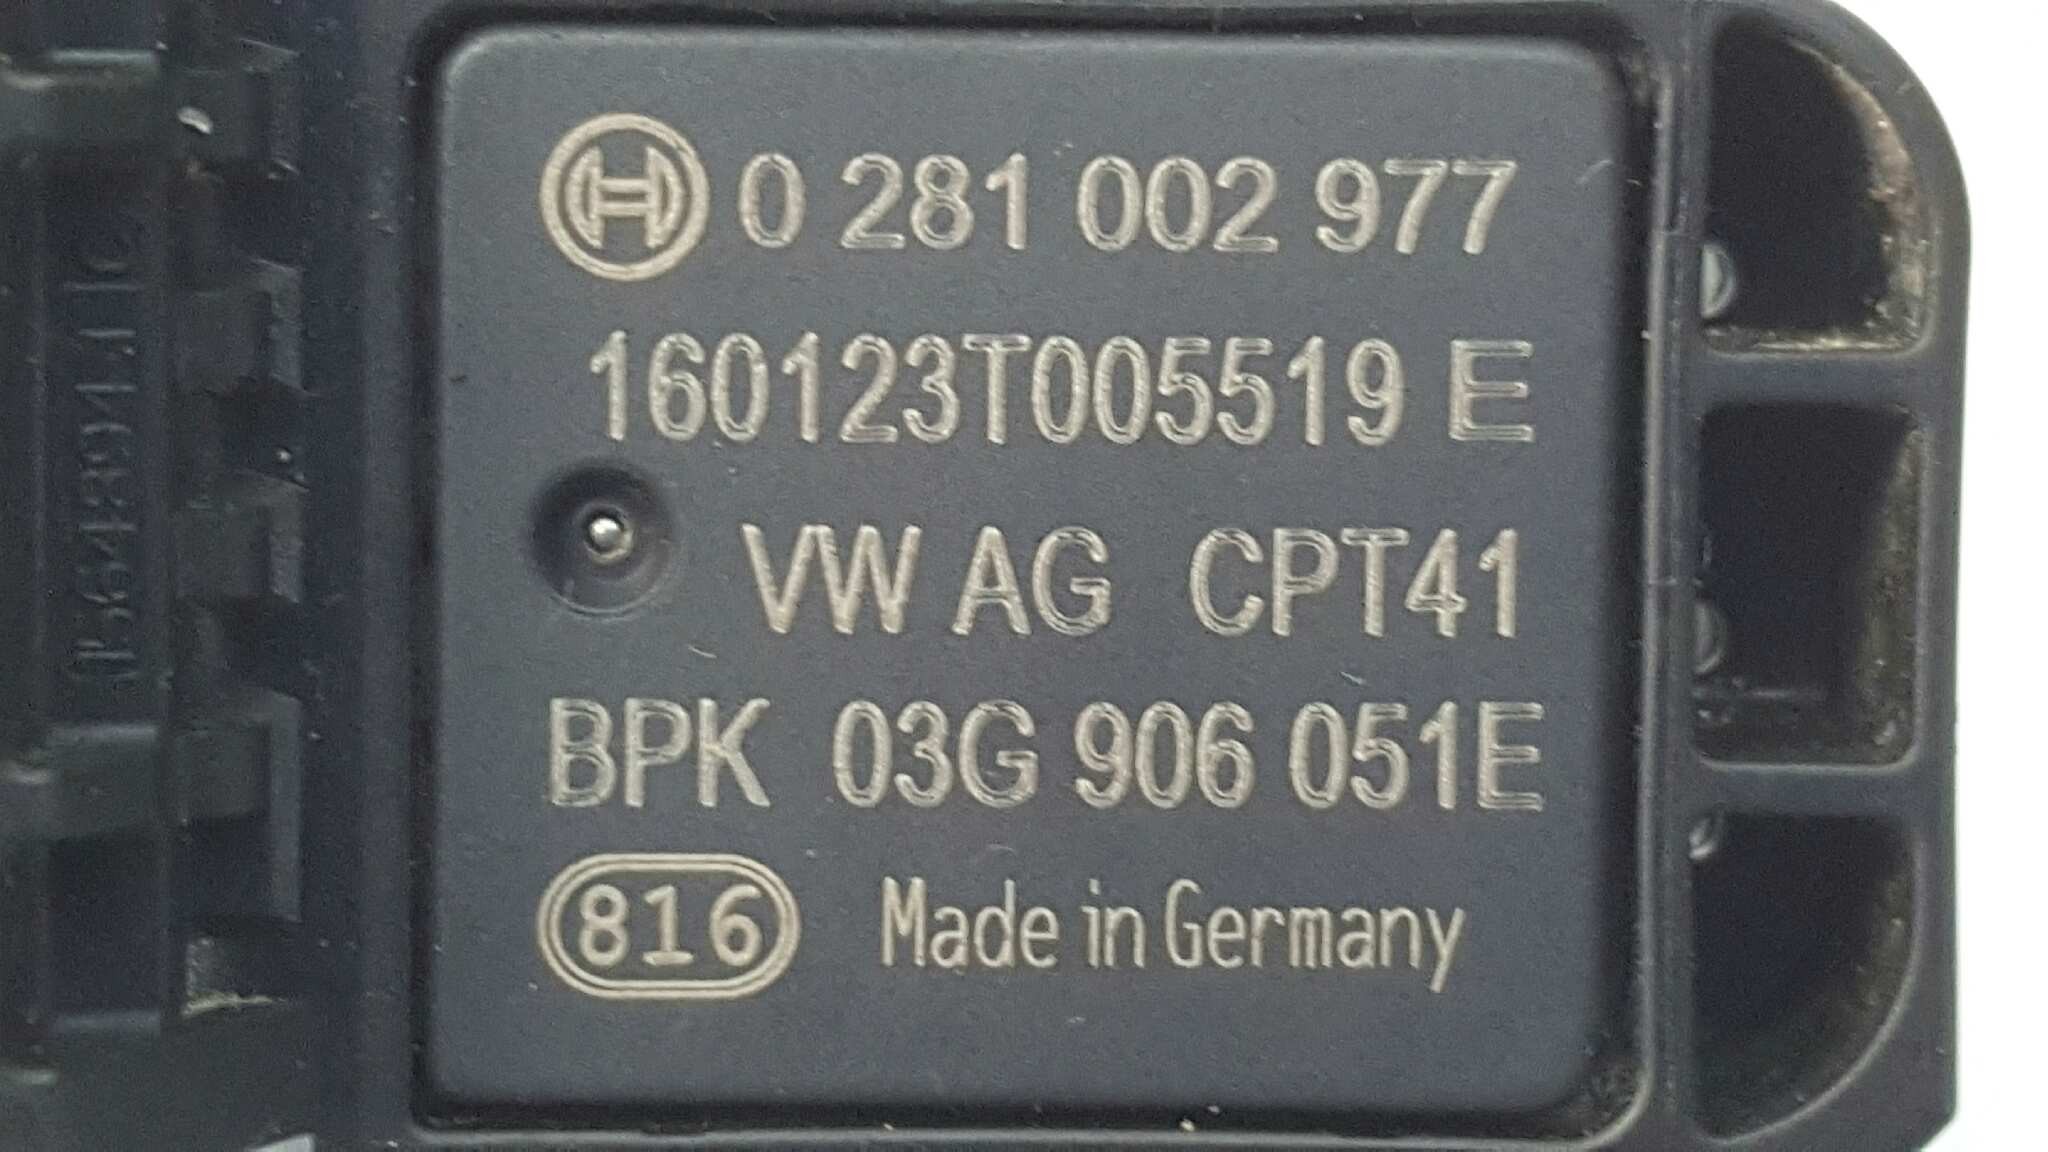 0 281 002 977
160123T005519 E
VW AG CPT41
BPK 03G 906 051E
816 Made in Germany